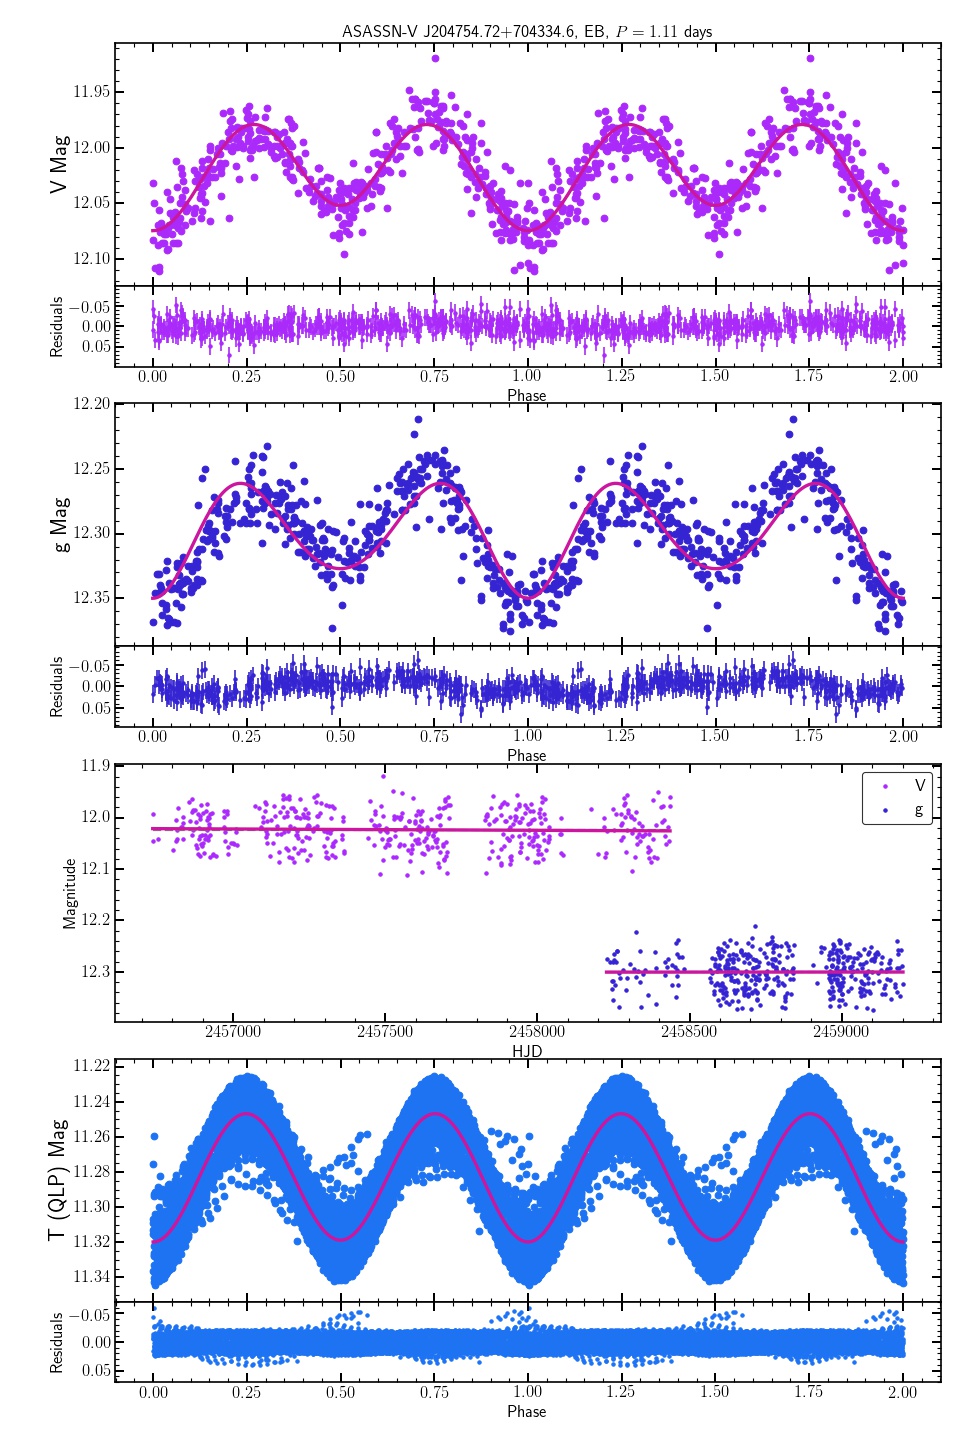 ASASSN-V J204754.72+704334.6, EB, P = 1.11 days
V Mag
11.95
12.00
12.05
12.10
Residuals
−0.05
0.00
0.05
0.00 0.25 0.50 0.75 1.00 1.25 1.50 1.75 2.00
Phase
g Mag
12.20
12.25
12.30
12.35
Residuals
−0.05
0.00
0.05
0.00 0.25 0.50 0.75 1.00 1.25 1.50 1.75 2.00
Phase
Magnitude
11.9
12.0
12.1
12.2
12.3
V
g
2457000 2457500 2458000 2458500 2459000
HJD
T (QLP) Mag
11.22
11.24
11.26
11.28
11.30
11.32
11.34
Residuals
−0.05
0.00
0.05
0.00 0.25 0.50 0.75 1.00 1.25 1.50 1.75 2.00
Phase